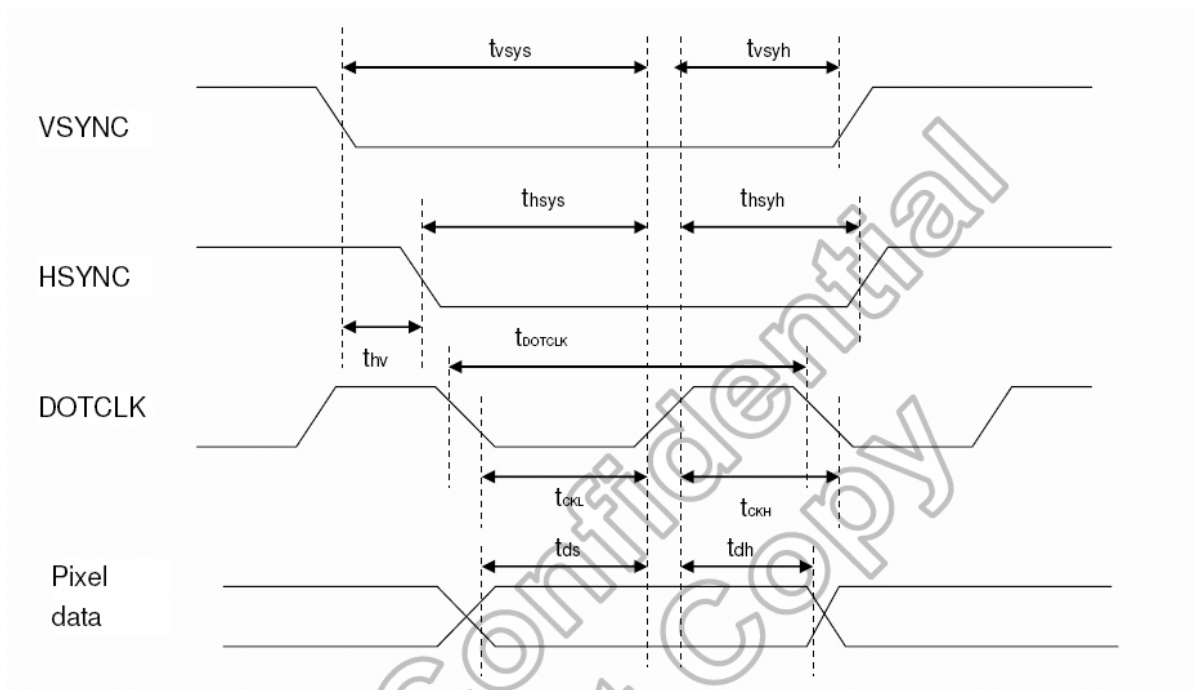 tvsys
tvsyh
VSYNC
thsys
thsyh
HSYNC
thv
tDOTCLK
DOTCLK
tCKL
tCKH
tds
tdh
Pixel
data
Confidential
Copy